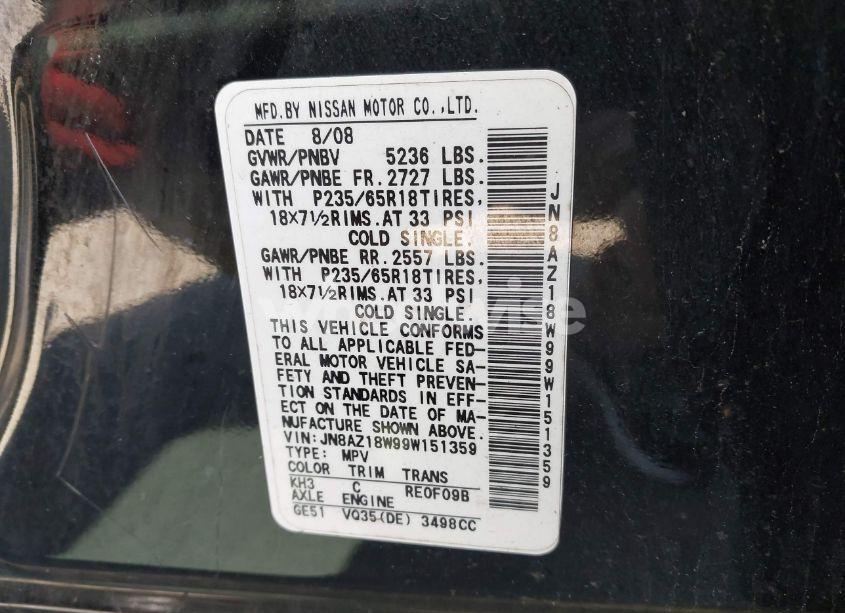 MFD.BY NISSAN MOTOR CO.,LTD.
DATE 8/08
GVWR/PNBV 5236 LBS.
GAWR/PNBE FR.2727 LBS.
WITH P235/65R18TIRES,
18X7½RIMS.AT 33 PSI
COLD SINGLE.
GAWR/PNBE RR.2557 LBS.
WITH P235/65R18TIRES,
18X7½RIMS.AT 33 PSI
COLD SINGLE.
THIS VEHICLE CONFORMS
TO ALL APPLICABLE FED-
ERAL MOTOR VEHICLE SA-
FETY AND THEFT PREVEN-
TION STANDARDS IN EFF-
ECT ON THE DATE OF MA-
NUFACTURE SHOWN ABOVE.
VIN:JN8AZ18W99W151359
TYPE: MPV
COLOR TRIM TRANS
KH3 C RE0F09B
AXLE ENGINE
GE51 VQ35(DE) 3498CC
JN8AZ18W99W151359